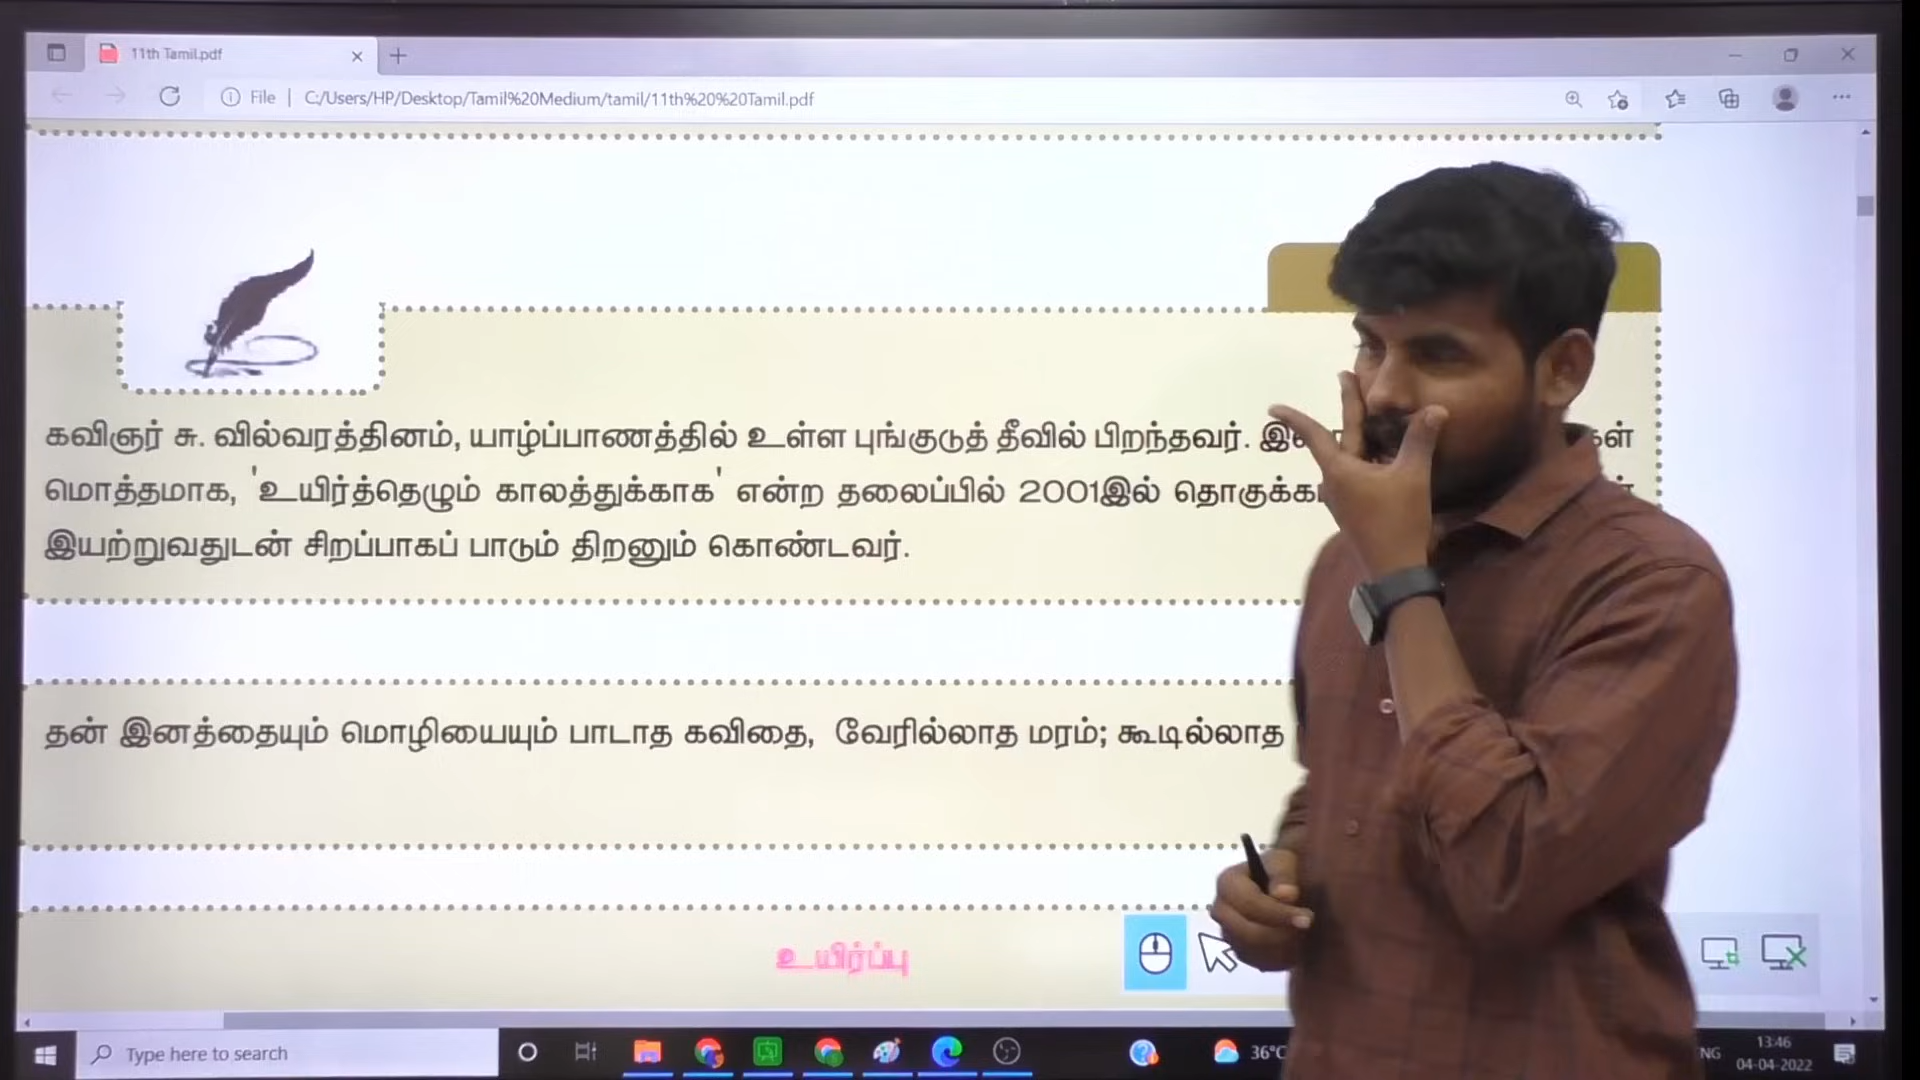 11th Tamil.pdf
File | C:/Users/HP/Desktop/Tamil%20Medium/tamil/11th%20%20Tamil.pdf
கவிஞர் சு. வில்வரத்தினம், யாழ்ப்பாணத்தில் உள்ள புங்குடுத் தீவில் பிறந்தவர்.
மொத்தமாக, 'உயிர்த்தெழும் காலத்துக்காக' என்ற தலைப்பில் 2001இல்
இயற்றுவதுடன் சிறப்பாகப் பாடும் திறனும் கொண்டவர்.
தன் இனத்தையும் மொழியையும் பாடாத கவிதை, வேரில்லாத மரம்; கூடில்லாத
உயிர்ப்பு
Type here to search
36°C
13:46
04-04-2022